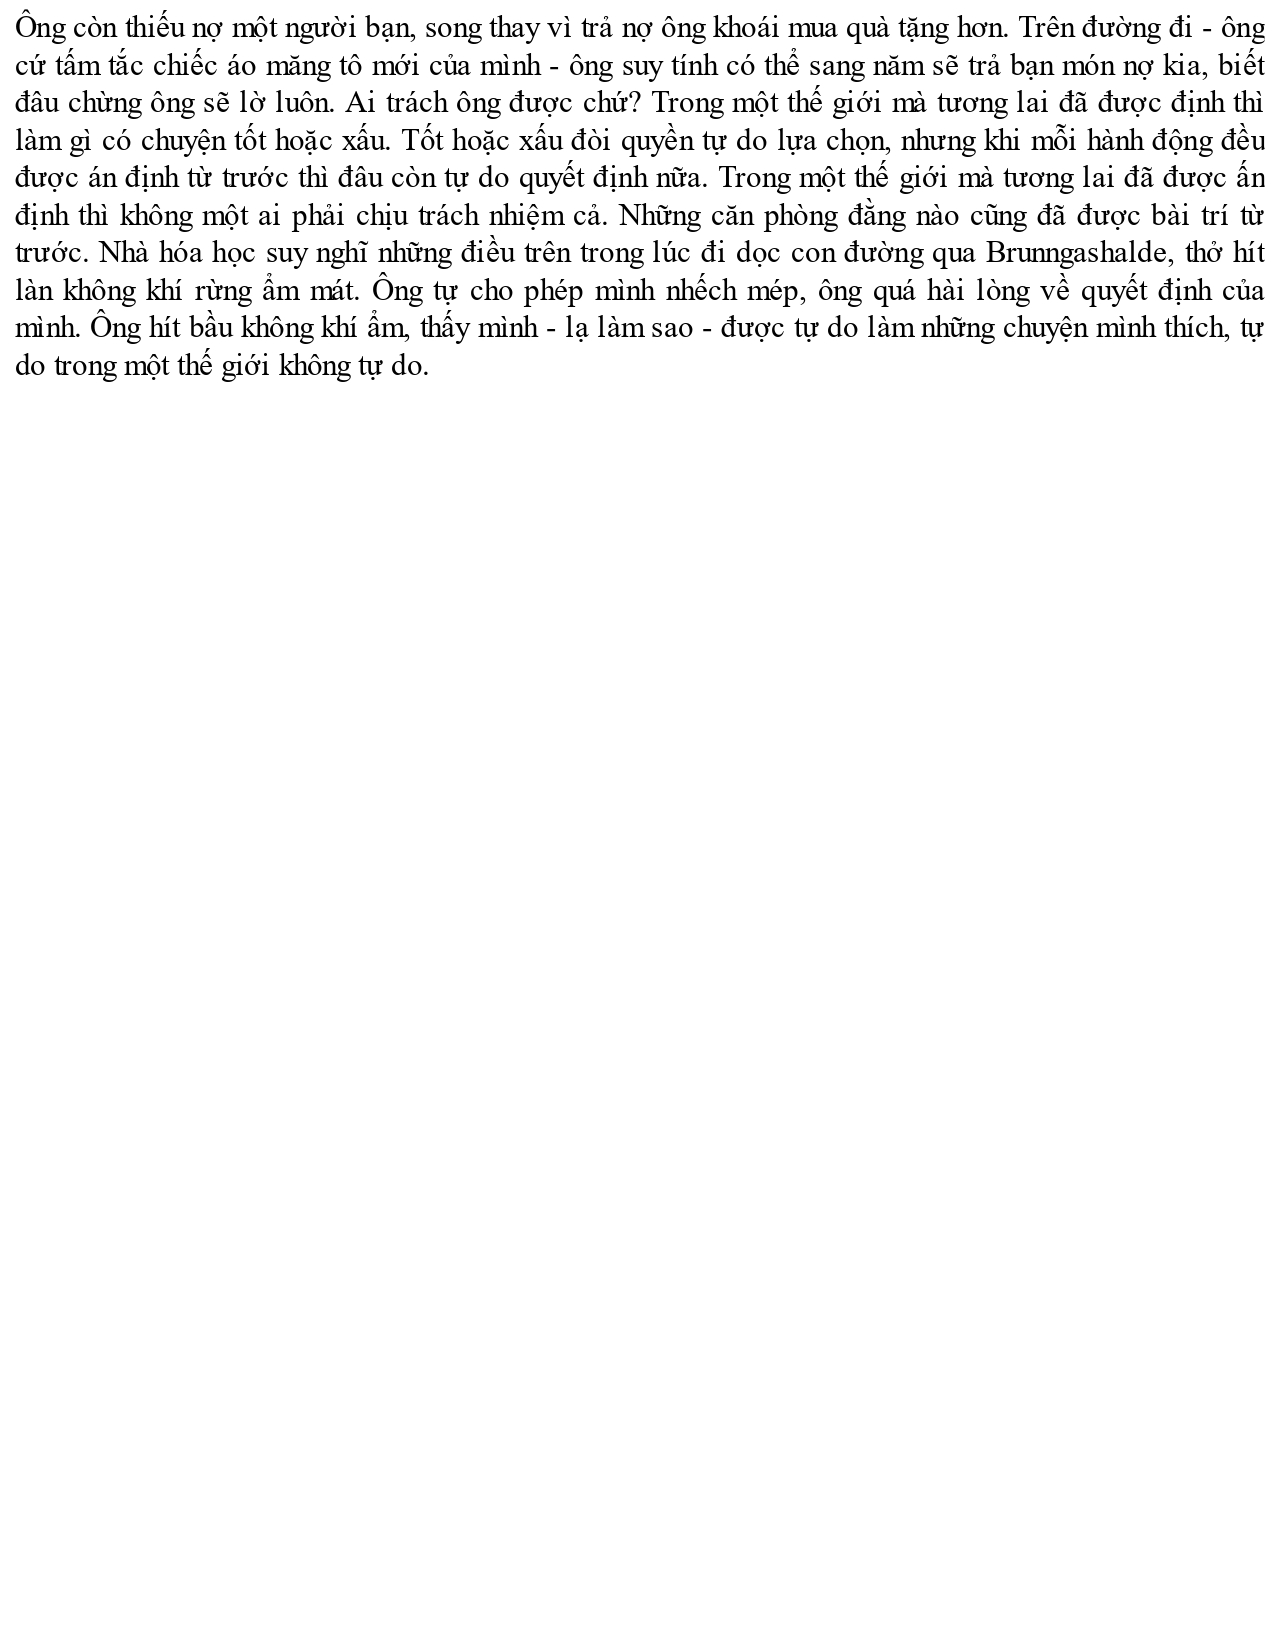 Ông còn thiếu nợ một người bạn, song thay vì trả nợ ông khoái mua quà tặng hơn. Trên đường đi - ông
cứ tấm tắc chiếc áo măng tô mới của mình - ông suy tính có thể sang năm sẽ trả bạn món nợ kia, biết
đâu chừng ông sẽ lờ luôn. Ai trách ông được chứ? Trong một thế giới mà tương lai đã được định thì
làm gì có chuyện tốt hoặc xấu. Tốt hoặc xấu đòi quyền tự do lựa chọn, nhưng khi mỗi hành động đều
được án định từ trước thì đâu còn tự do quyết định nữa. Trong một thế giới mà tương lai đã được ấn
định thì không một ai phải chịu trách nhiệm cả. Những căn phòng đằng nào cũng đã được bài trí từ
trước. Nhà hóa học suy nghĩ những điều trên trong lúc đi dọc con đường qua Brunngashalde, thở hít
làn không khí rừng ẩm mát. Ông tự cho phép mình nhếch mép, ông quá hài lòng về quyết định của
mình. Ông hít bầu không khí ẩm, thấy mình - lạ làm sao - được tự do làm những chuyện mình thích, tự
do trong một thế giới không tự do.